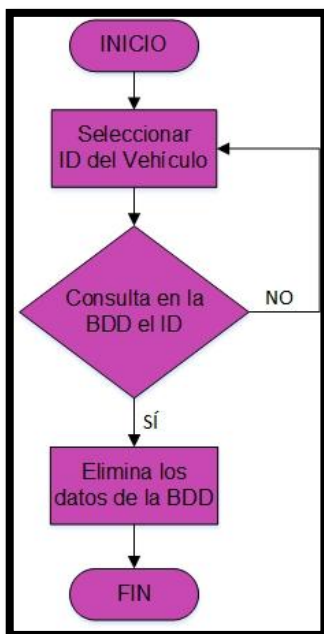 INICIO
Seleccionar
ID del Vehículo
Consulta en la
BDD el ID
NO
SÍ
Elimina los
datos de la BDD
FIN